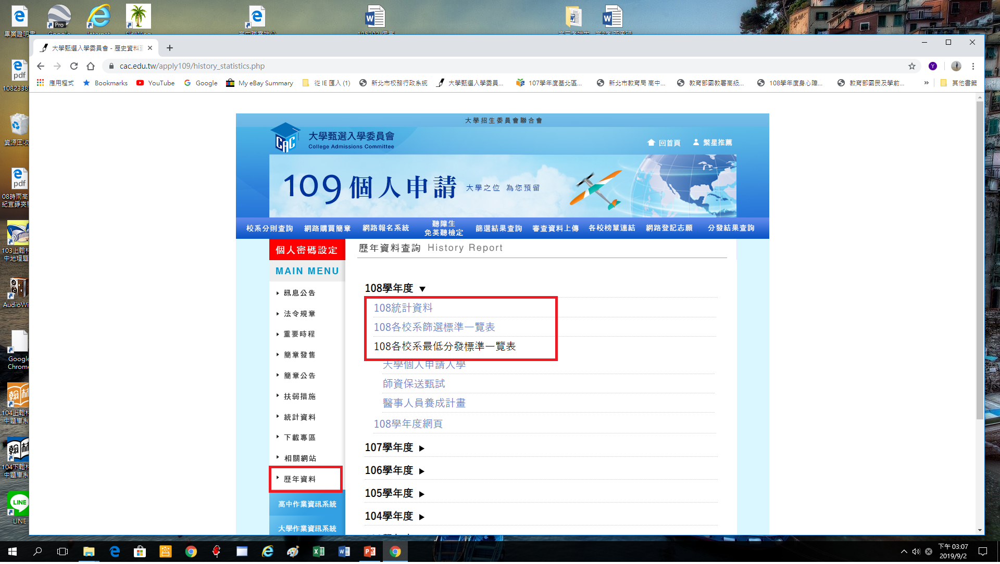 畢業證明書
Pro
Google
Internet
SkyWing
125202
大學甄選入學委員會 - 歷史資料
cac.edu.tw/apply109/history_statistics.php
應用程式
Bookmarks
YouTube
Google
My eBay Summary
從 IE 匯入 (1)
新北市校務行政系統
大學甄選入學委員...
107學年度基北區...
新北市教育局 高中...
教育部國教署高級...
108學年度身心障...
教育部國民及學前...
»
其他書籤
pdf
1082338
資源回收
pdf
08時雨高
103上翰林
中地理題
AudioWi
Google
Chrome
翰林
104上翰林
中題庫系
翰林
104下翰林
中題庫系
LINE
LINE
大學招生委員會聯合會
CAC
大學甄選入學委員會
College Admissions Committee
回首頁
繁星推薦
109個人申請
大學之位 為您預留
校系分則查詢
網路購買簡章
網路報名系統
聽障生
免英聽檢定
篩選結果查詢
審查資料上傳
各校榜單連結
網路登記志願
分發結果查詢
個人密碼設定
MAIN MENU
訊息公告
法令規章
重要時程
簡章發售
簡章公告
扶弱措施
統計資料
下載專區
相關網站
歷年資料
高中作業資訊系統
大學作業資訊系統
歷年資料查詢 History Report
108學年度 ▼
108統計資料
108各校系篩選標準一覽表
108各校系最低分發標準一覽表
大學個人申請入學
師資保送甄試
醫事人員養成計畫
108學年度網頁
107學年度 ▶
106學年度 ▶
105學年度 ▶
104學年度 ▶
下午 03:07
2019/9/2